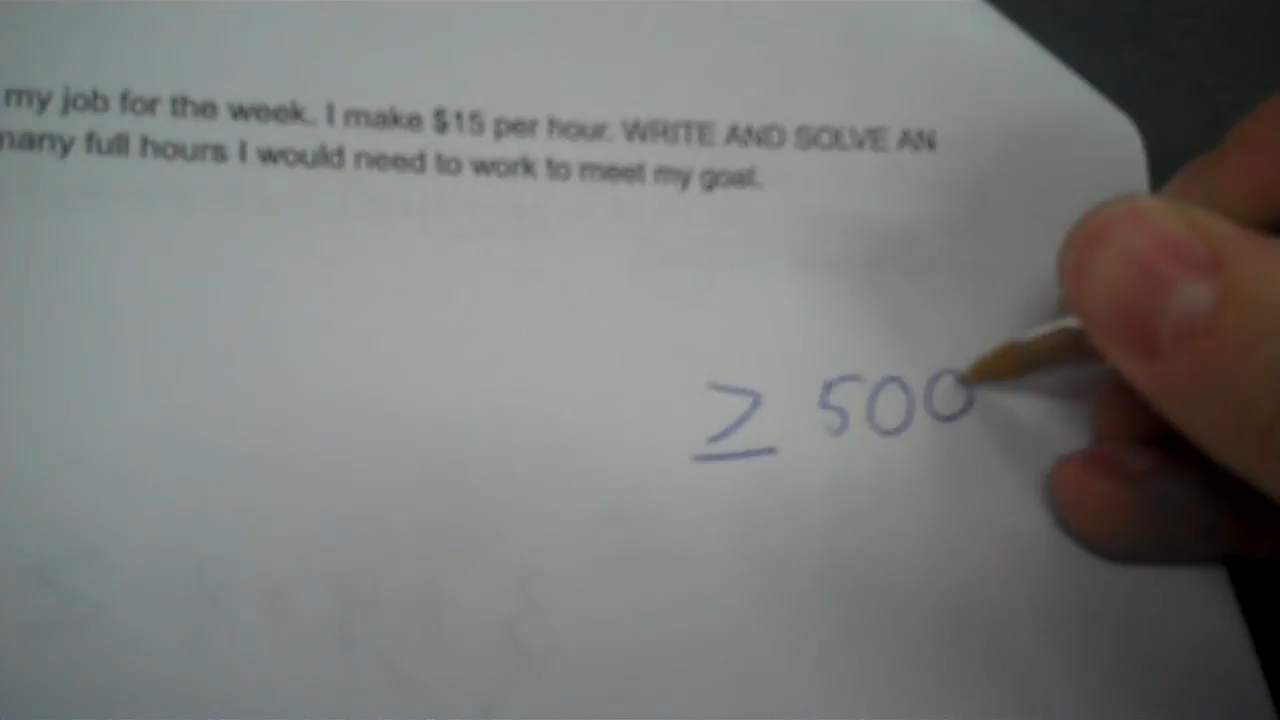 my job for the week. I make $15 per hour. WRITE AND SOLVE AN
many full hours I would need to work to meet my goal.
≥ 500